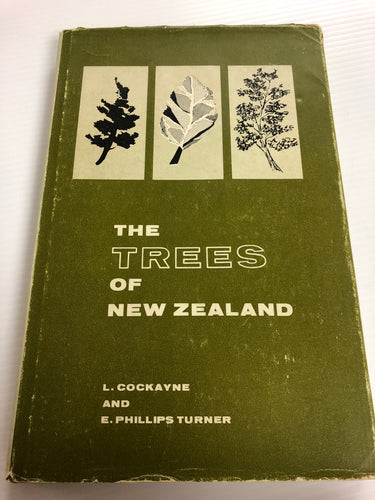 THE
TREES
OF
NEW ZEALAND
L. COCKAYNE
AND
E. PHILLIPS TURNER